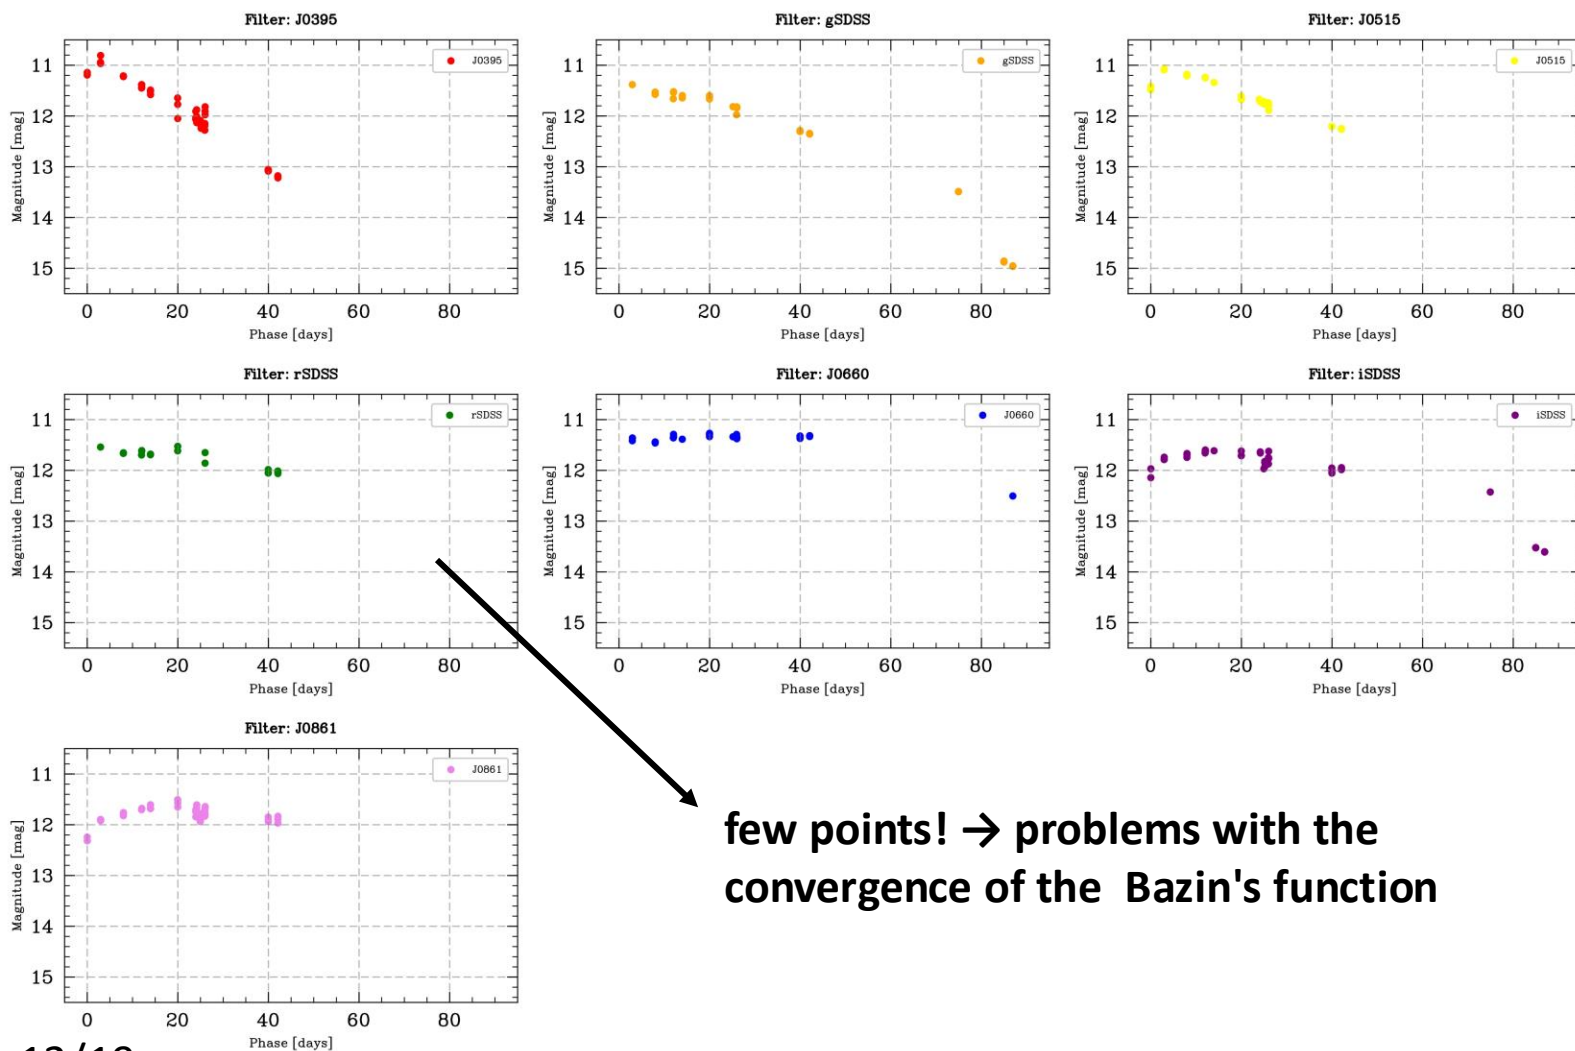 Filter: J0395
J0395
11
12
13
14
15
Magnitude [mag]
0 20 40 60 80
Phase [days]
Filter: gSDSS
gSDSS
11
12
13
14
15
Magnitude [mag]
0 20 40 60 80
Phase [days]
Filter: J0515
J0515
11
12
13
14
15
Magnitude [mag]
0 20 40 60 80
Phase [days]
Filter: rSDSS
rSDSS
11
12
13
14
15
Magnitude [mag]
0 20 40 60 80
Phase [days]
Filter: J0660
J0660
11
12
13
14
15
Magnitude [mag]
0 20 40 60 80
Phase [days]
Filter: iSDSS
iSDSS
11
12
13
14
15
Magnitude [mag]
0 20 40 60 80
Phase [days]
Filter: J0861
J0861
11
12
13
14
15
Magnitude [mag]
0 20 40 60 80
Phase [days]
few points! → problems with the
convergence of the Bazin's function